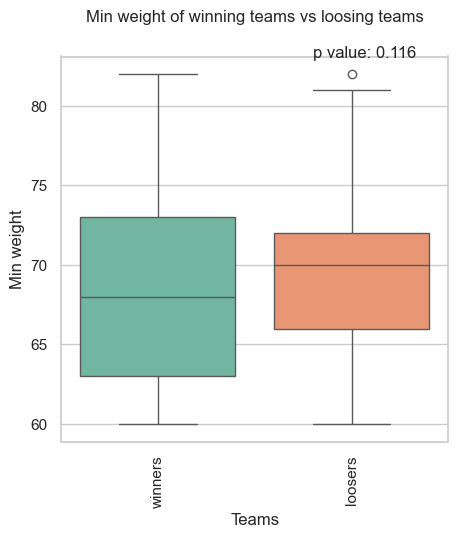 Min weight of winning teams vs loosing teams
p value: 0.116
80
75
70
65
60
Min weight
winners
loosers
Teams